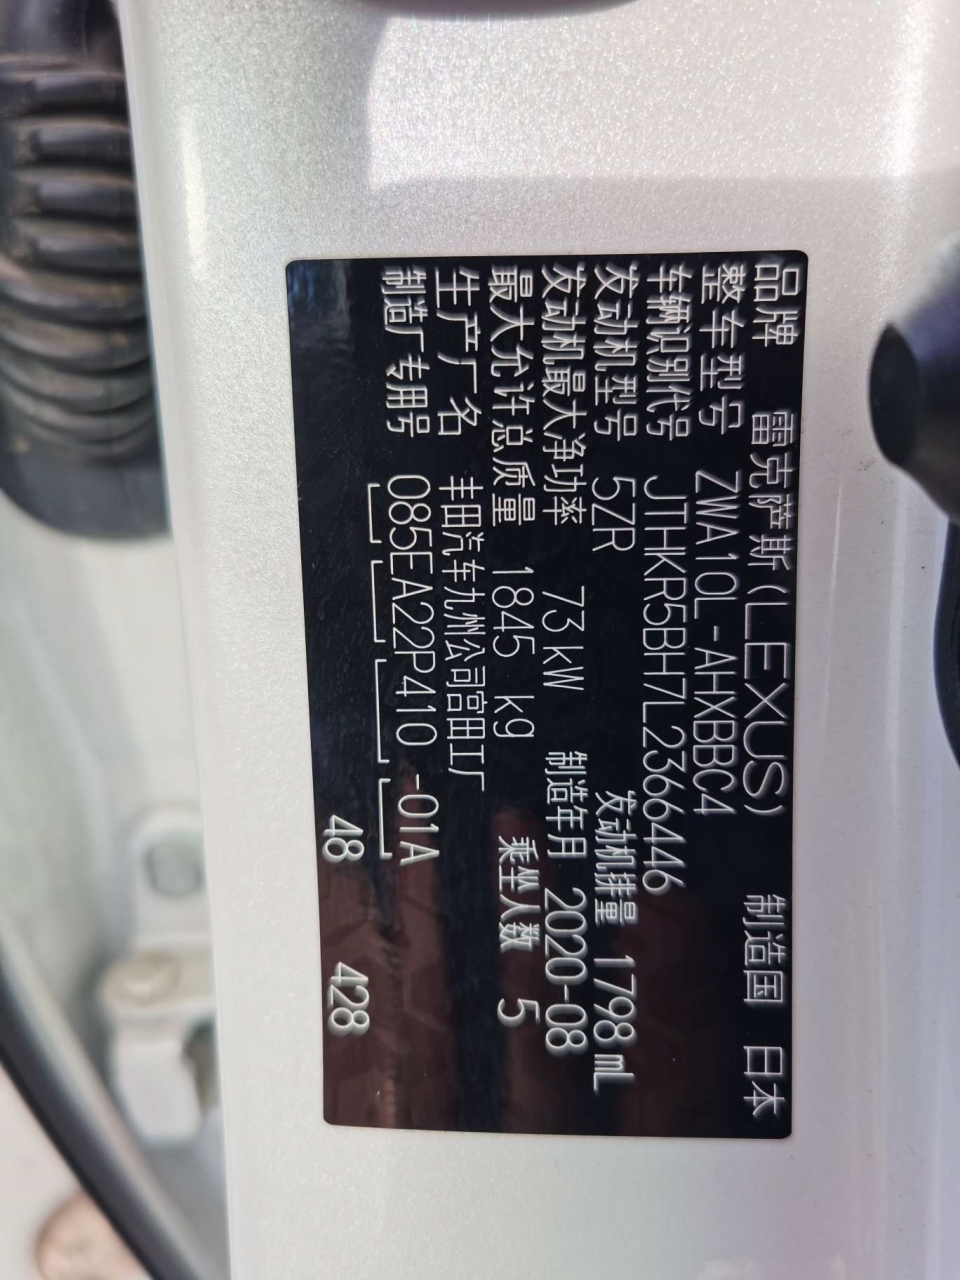 品牌 雷克萨斯(LEXUS) 制造国 日本
整车型号 ZWA10L-AHXBBC4
车辆识别代号 JTHKR5BH7L2366446
发动机型号 5ZR 发动机排量 1798 mL
发动机最大净功率 73 kW 制造年月 2020-08
最大允许总质量 1845 kg 乘坐人数 5
生产厂名 丰田汽车九州公司宫田工厂
制造厂专用号 085EA22P410 -01A
48 428